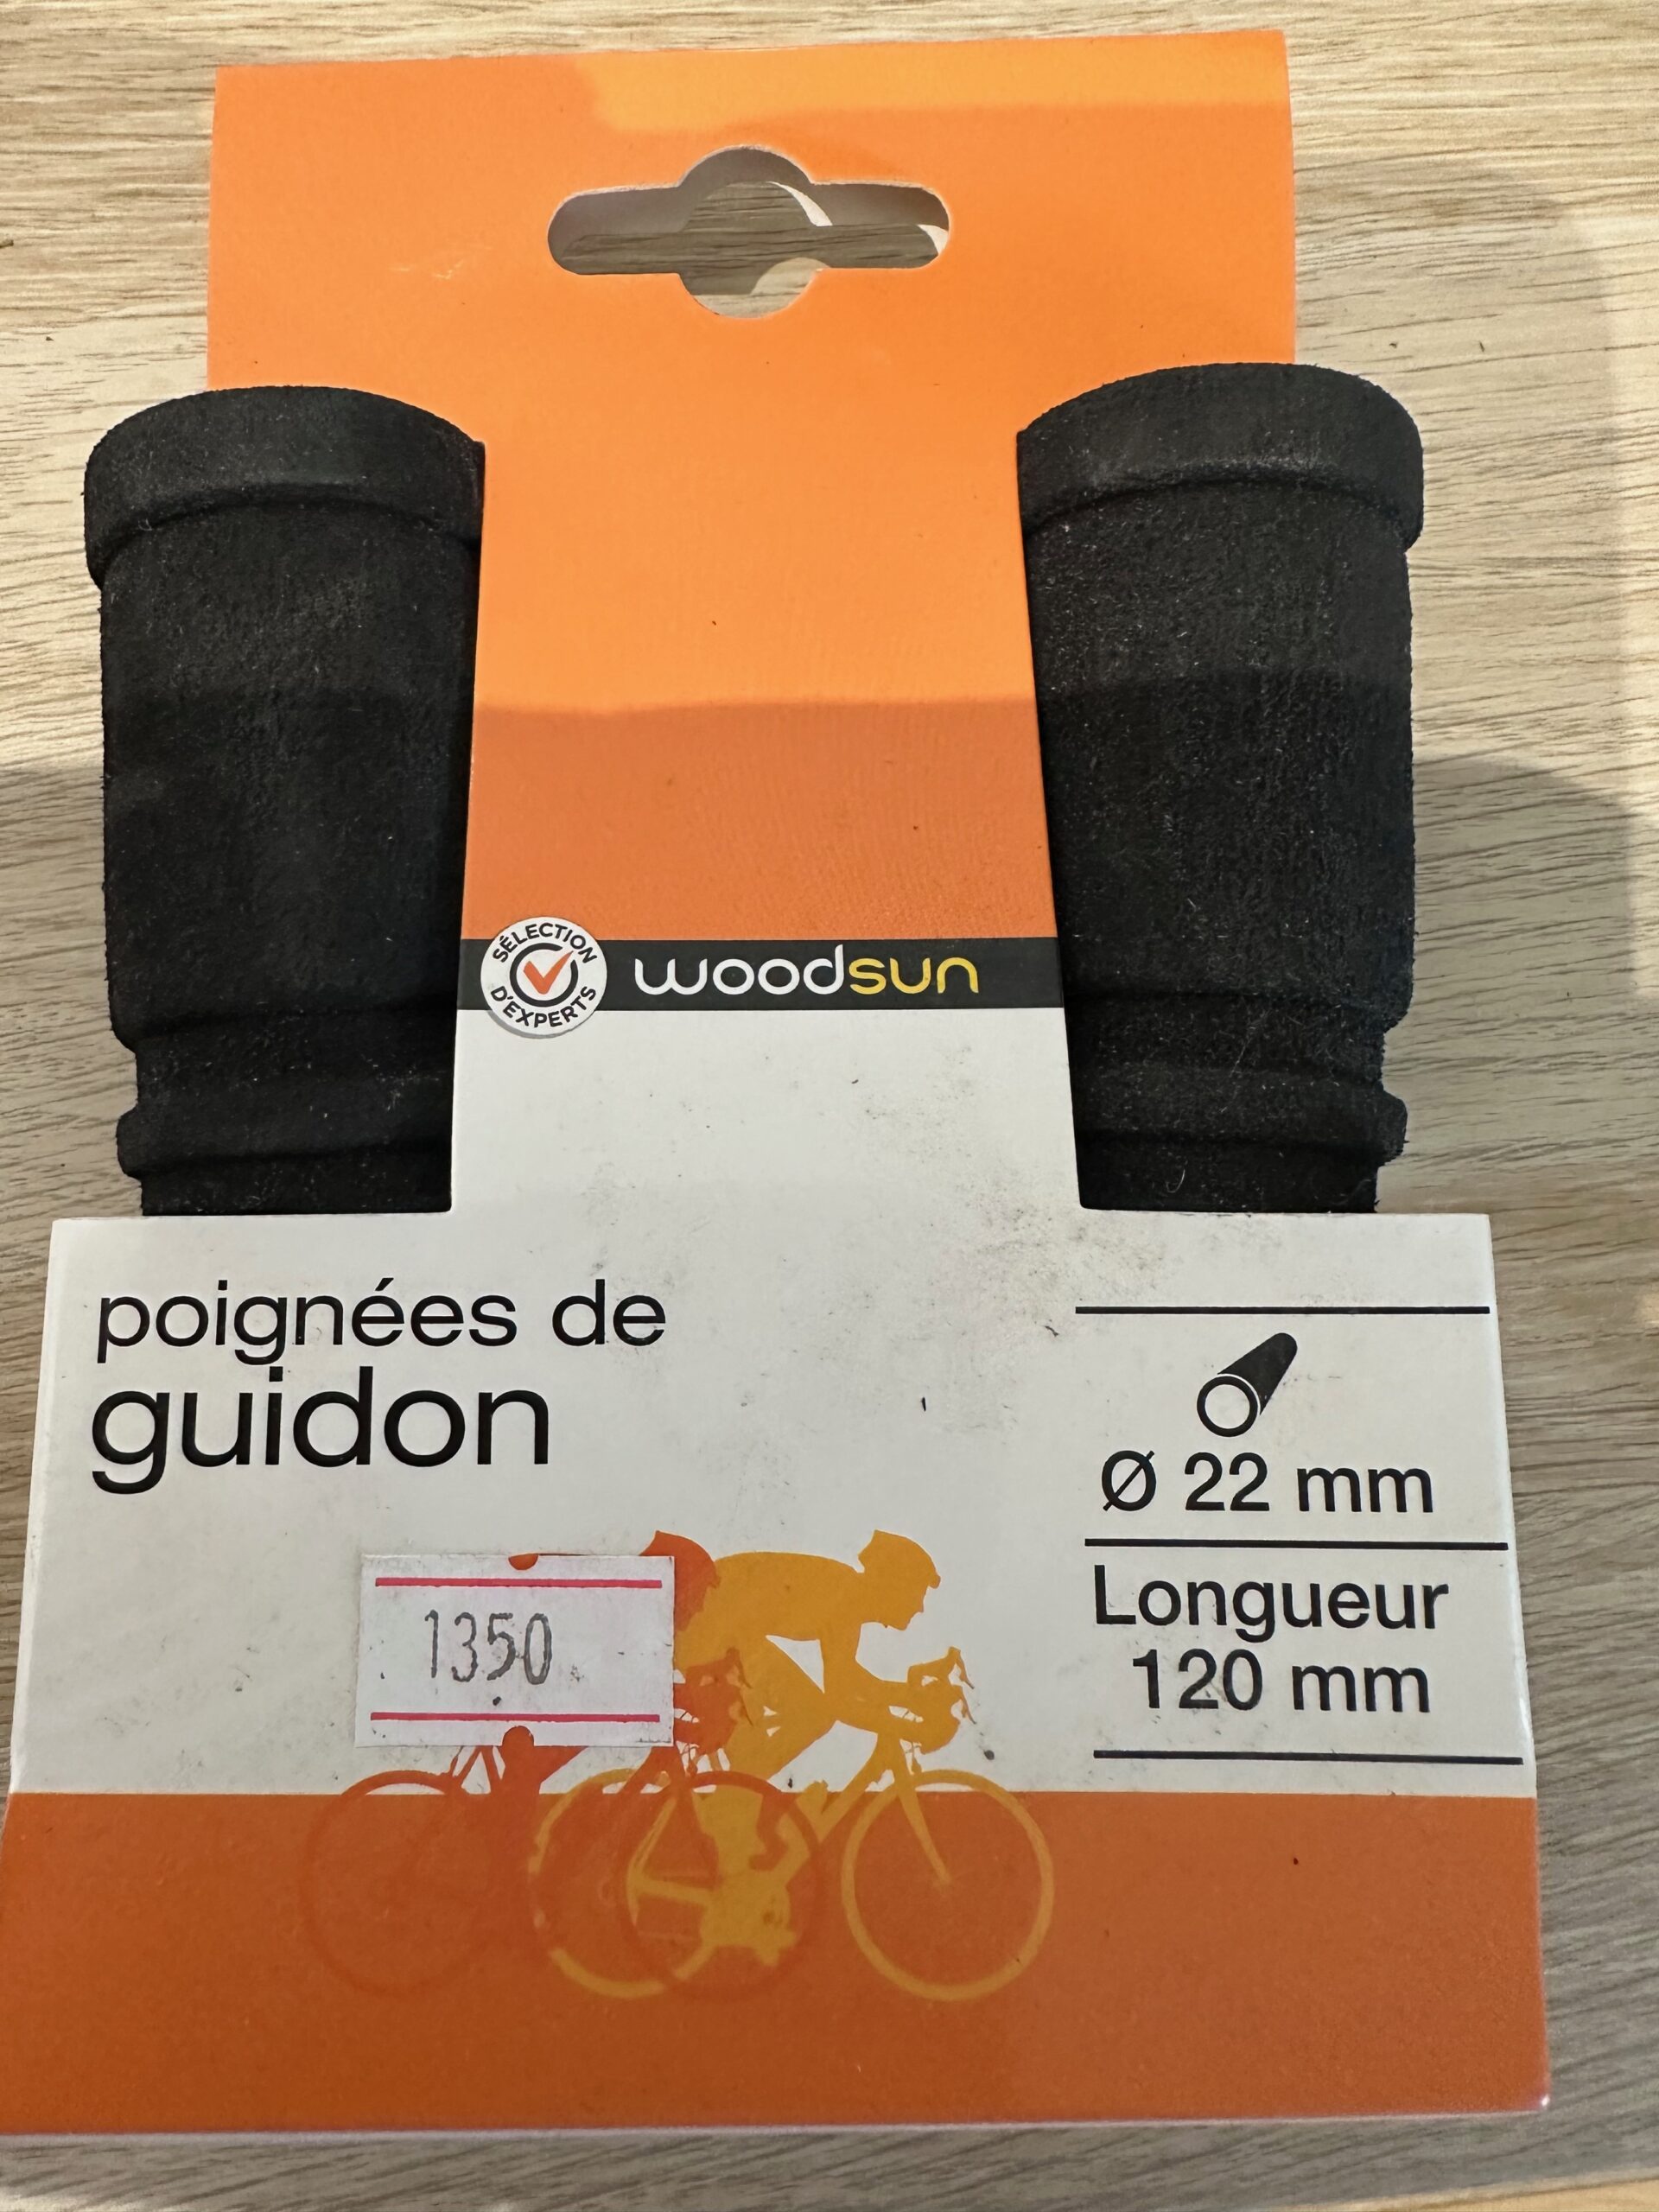 SÉLECTION
D'EXPERTS
woodsun
poignées de
guidon
Ø 22 mm
Longueur
120 mm
1350